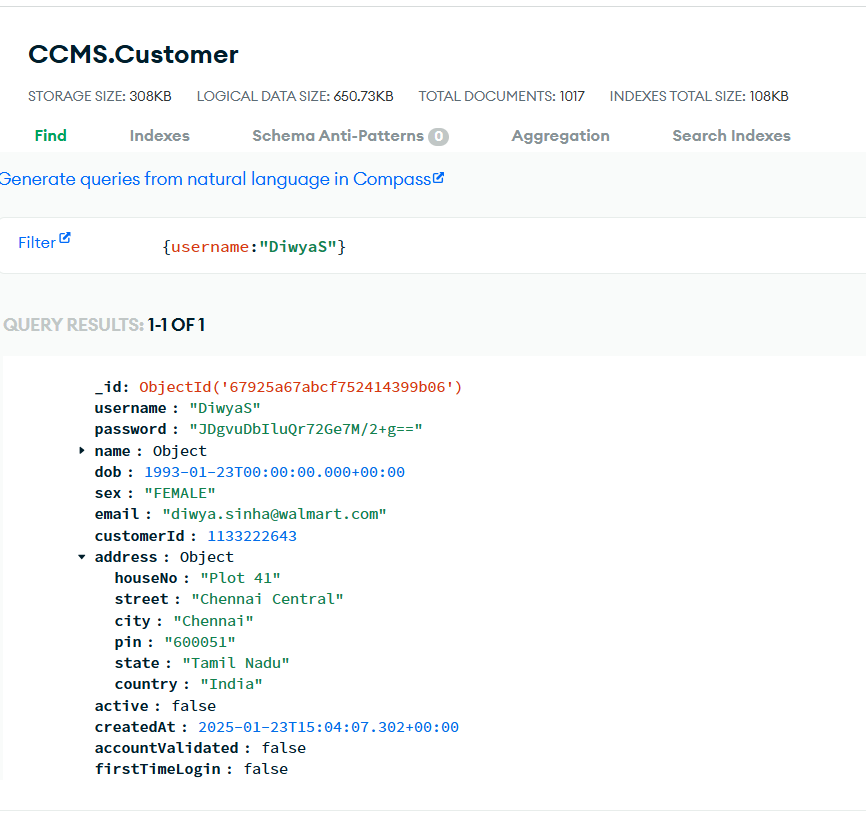 CCMS.Customer
STORAGE SIZE: 308KB LOGICAL DATA SIZE: 650.73KB TOTAL DOCUMENTS: 1017 INDEXES TOTAL SIZE: 108KB
Find Indexes Schema Anti-Patterns 0 Aggregation Search Indexes
Generate queries from natural language in Compass
Filter {username:"DiwyaS"}
QUERY RESULTS: 1-1 OF 1
_id: ObjectId('67925a67abcf752414399b06')
username : "DiwyaS"
password : "JDgvuDbIluQr72Ge7M/2+g=="
name : Object
dob : 1993-01-23T00:00:00.000+00:00
sex : "FEMALE"
email : "diwya.sinha@walmart.com"
customerId : 1133222643
address : Object
houseNo : "Plot 41"
street : "Chennai Central"
city : "Chennai"
pin : "600051"
state : "Tamil Nadu"
country : "India"
active : false
createdAt : 2025-01-23T15:04:07.302+00:00
accountValidated : false
firstTimeLogin : false